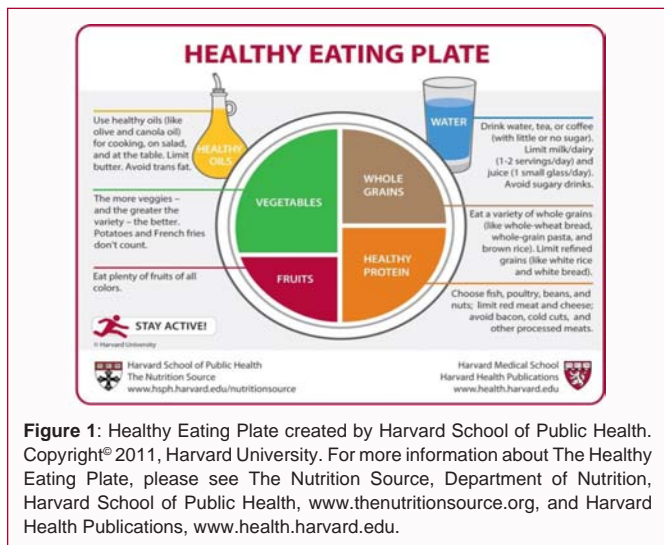 HEALTHY EATING PLATE
Use healthy oils (like
olive and canola oil)
for cooking, on salad,
and at the table. Limit
butter. Avoid trans fat.
HEALTHY
OILS
The more veggies –
and the greater the
variety – the better.
Potatoes and French fries
don't count.
Eat plenty of fruits of all
colors.
VEGETABLES
FRUITS
WHOLE
GRAINS
HEALTHY
PROTEIN
WATER
Drink water, tea, or coffee
(with little or no sugar).
Limit milk/dairy
(1-2 servings/day) and
juice (1 small glass/day).
Avoid sugary drinks.
Eat a variety of whole grains
(like whole-wheat bread,
whole-grain pasta, and
brown rice). Limit refined
grains (like white rice
and white bread).
Choose fish, poultry, beans, and
nuts; limit red meat and cheese;
avoid bacon, cold cuts, and
other processed meats.
STAY ACTIVE!
© Harvard University
Harvard School of Public Health
The Nutrition Source
www.hsph.harvard.edu/nutritionsource
Harvard Medical School
Harvard Health Publications
www.health.harvard.edu
Figure 1: Healthy Eating Plate created by Harvard School of Public Health.
Copyright© 2011, Harvard University. For more information about The Healthy
Eating Plate, please see The Nutrition Source, Department of Nutrition,
Harvard School of Public Health, www.thenutritionsource.org, and Harvard
Health Publications, www.health.harvard.edu.